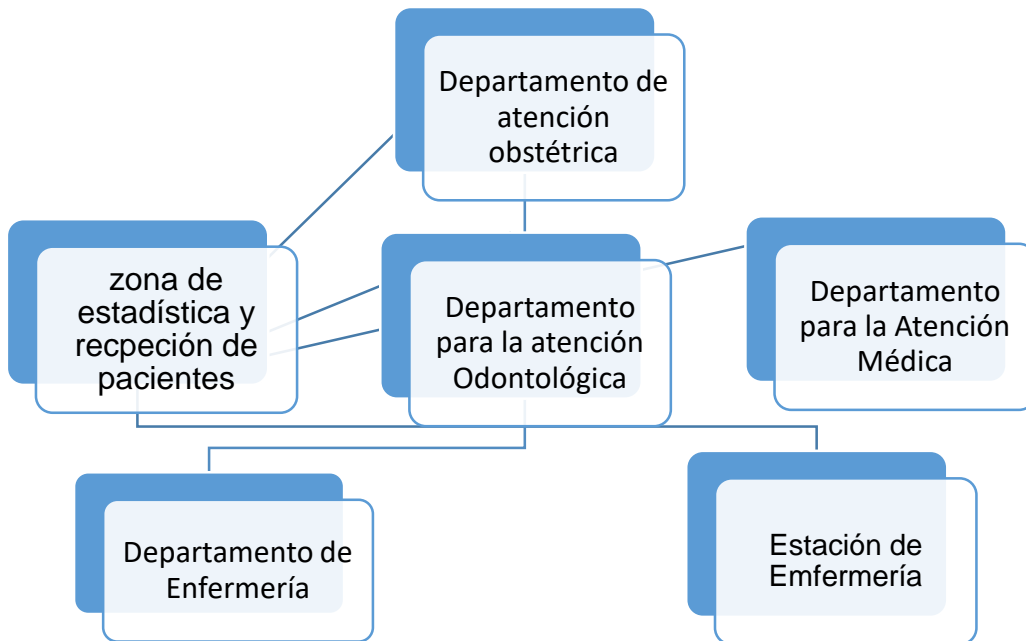 Departamento de
atención
obstétrica
zona de
estadística y
recpeción de
pacientes
Departamento
para la atención
Odontológica
Departamento
para la Atención
Médica
Departamento de
Enfermería
Estación de
Emfermería